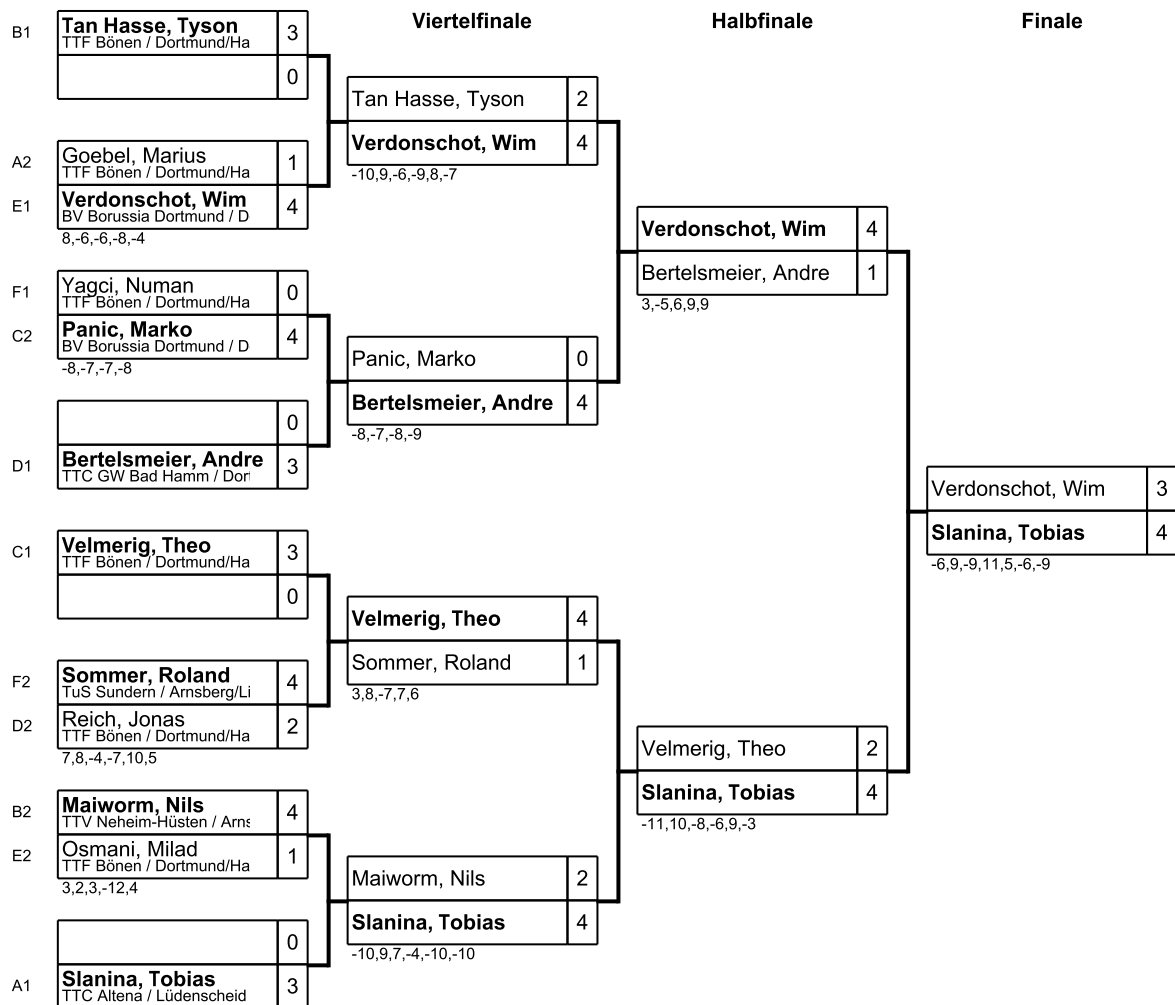 Viertelfinale
Halbfinale
Finale
B1
Tan Hasse, Tyson 3
TTF Bönen / Dortmund/Ha
0
A2
Goebel, Marius 1
TTF Bönen / Dortmund/Ha
E1
Verdonschot, Wim 4
BV Borussia Dortmund / D
8,-6,-6,-8,-4
F1
Yagci, Numan 0
TTF Bönen / Dortmund/Ha
C2
Panic, Marko 4
BV Borussia Dortmund / D
-8,-7,-7,-8
0
D1
Bertelsmeier, Andre 3
TTC GW Bad Hamm / Dort
C1
Velmerig, Theo 3
TTF Bönen / Dortmund/Ha
0
F2
Sommer, Roland 4
TuS Sundern / Arnsberg/Li
D2
Reich, Jonas 2
TTF Bönen / Dortmund/Ha
7,8,-4,-7,10,5
B2
Maiworm, Nils 4
TTV Neheim-Hüsten / Arns
E2
Osmani, Milad 1
TTF Bönen / Dortmund/Ha
3,2,3,-12,4
0
A1
Slanina, Tobias 3
TTC Altena / Lüdenscheid
Tan Hasse, Tyson 2
Verdonschot, Wim 4
-10,9,-6,-9,8,-7
Panic, Marko 0
Bertelsmeier, Andre 4
-8,-7,-8,-9
Velmerig, Theo 4
Sommer, Roland 1
3,8,-7,7,6
Maiworm, Nils 2
Slanina, Tobias 4
-10,9,7,-4,-10,-10
Verdonschot, Wim 4
Bertelsmeier, Andre 1
3,-5,6,9,9
Velmerig, Theo 2
Slanina, Tobias 4
-11,10,-8,-6,9,-3
Verdonschot, Wim 3
Slanina, Tobias 4
-6,9,-9,11,5,-6,-9